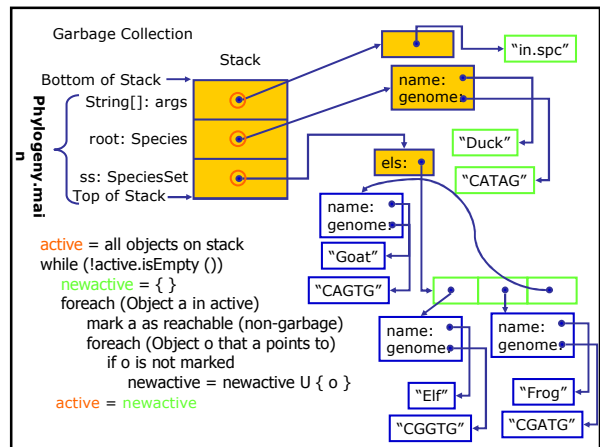 Garbage Collection
Stack
"in.spc"
Bottom of Stack
String[]: args
name:
genome:
Phylogeny.mai
n
root: Species
"Duck"
els:
ss: SpeciesSet
"CATAG"
Top of Stack
name:
genome:
"Goat"
"CAGTG"
active = all objects on stack
while (!active.isEmpty ())
newactive = { }
foreach (Object a in active)
mark a as reachable (non-garbage)
foreach (Object o that a points to)
if o is not marked
newactive = newactive U { o }
active = newactive
name:
genome:
name:
genome:
"Elf"
"Frog"
"CGGTG"
"CGATG"